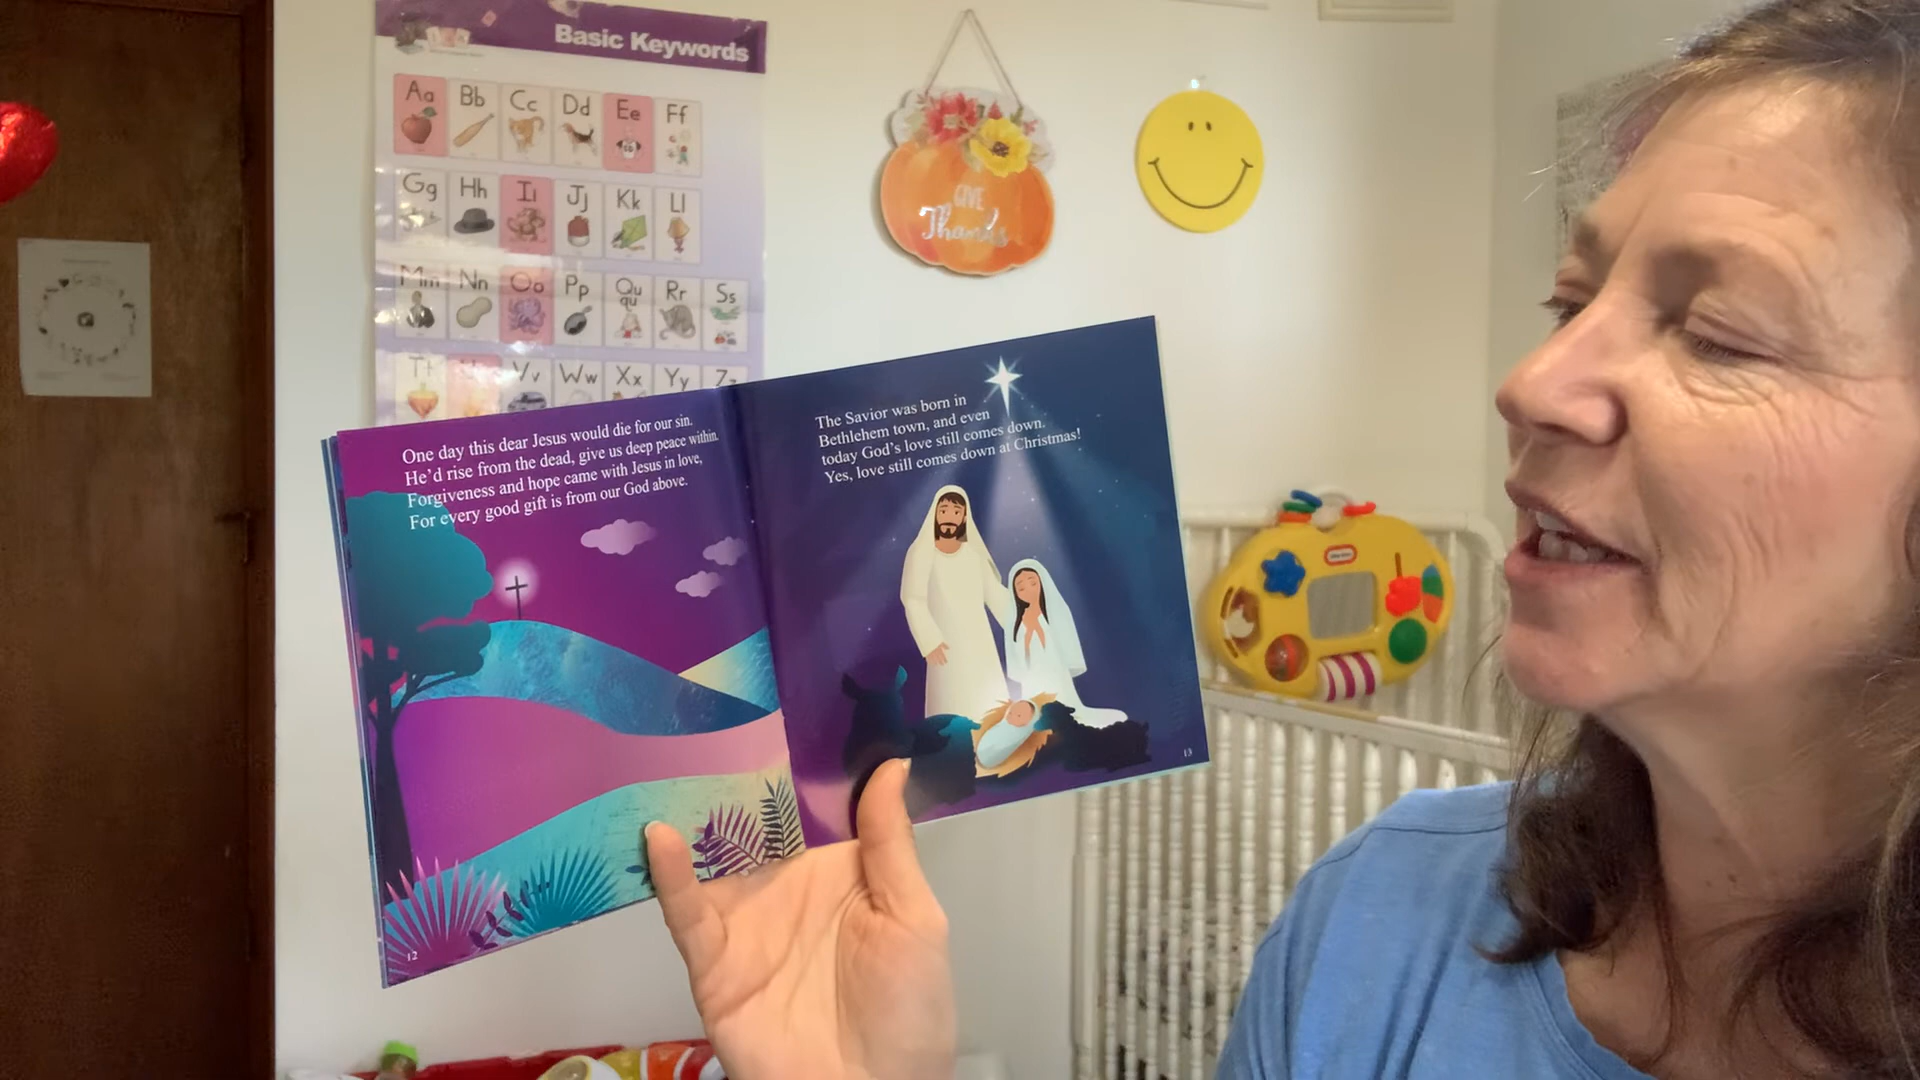 Basic Keywords
Aa Bb Cc Dd Ee Ff
Gg Hh Ii Jj Kk Ll
Mm Nn Oo Pp Qu qu Rr Ss
Vv Ww Xx Yy Zz
GIVE
Thanks
One day this dear Jesus would die for our sin.
He'd rise from the dead, give us deep peace within.
Forgiveness and hope came with Jesus in love,
For every good gift is from our God above.
12
The Savior was born in
Bethlehem town, and even
today God's love still comes down.
Yes, love still comes down at Christmas!
13